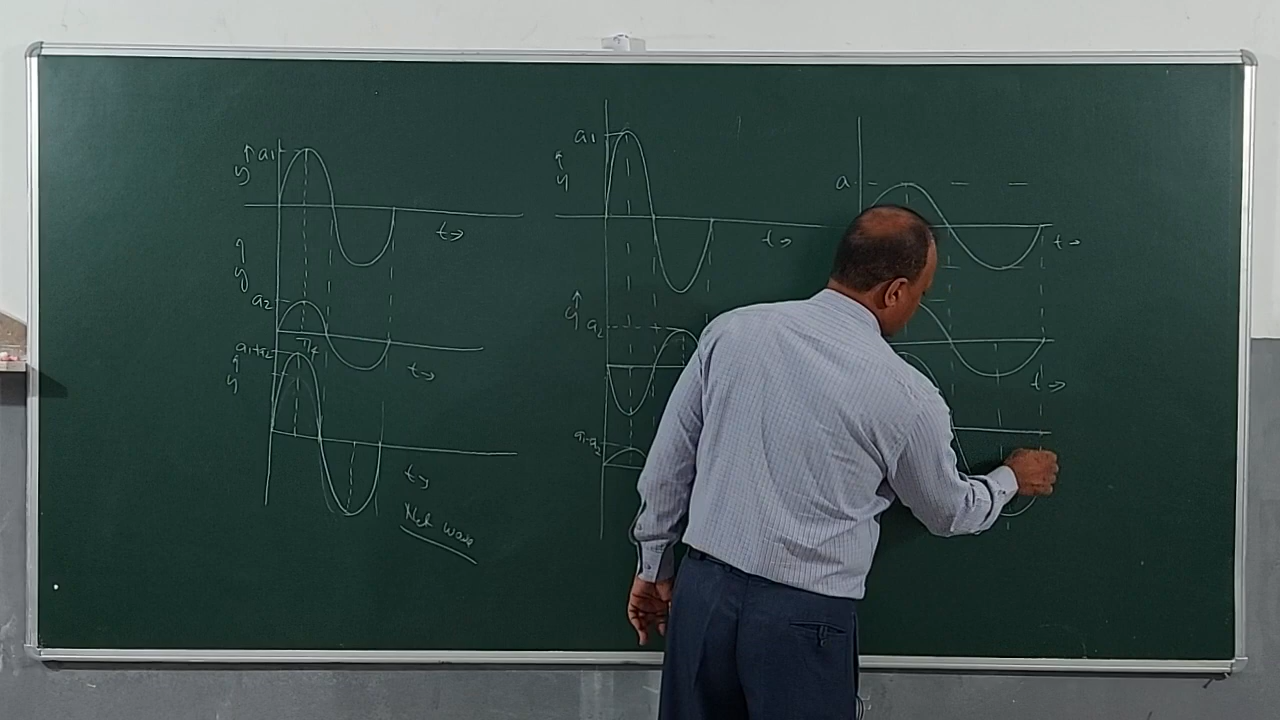 a1
y
t→
y
a2
T/4
a1+a2
y
t→
t→
Net wave
a1
y
t→
y
a2
a1-a2
a
t→
t→